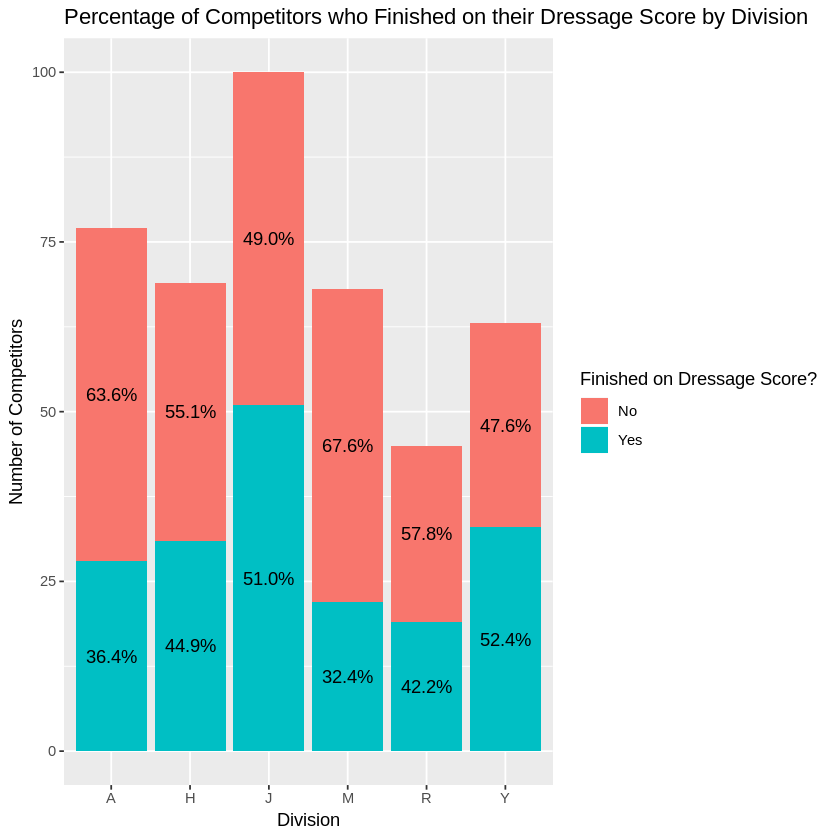 Percentage of Competitors who Finished on their Dressage Score by Division
Number of Competitors
100
75
50
25
0
63.6%
36.4%
55.1%
44.9%
49.0%
51.0%
67.6%
32.4%
57.8%
42.2%
47.6%
52.4%
A H J M R Y
Division
Finished on Dressage Score?
No
Yes